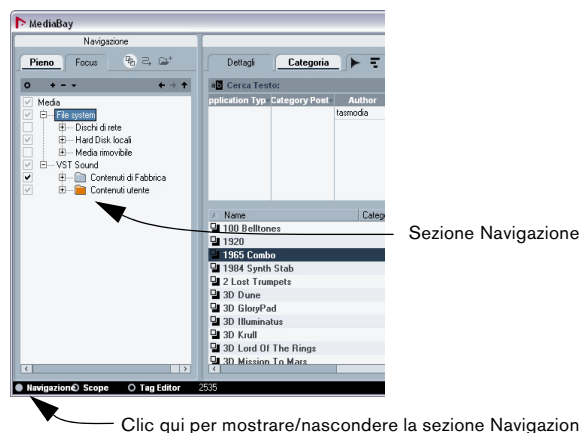 MediaBay
Navigazione
Pieno Focus
Dettagli Categoria
Cerca Testo:
pplication Typ Category Post Author
tasmodia
Media
File system
Dischi di rete
Hard Disk locali
Media rimovibile
VST Sound
Contenuti di Fabbrica
Contenuti utente
Name Catego
100 Belltones
1920
1965 Combo
1984 Synth Stab
2 Lost Trumpets
3D Dune
3D GloryPad
3D Illuminatus
3D Krull
3D Lord Of The Rings
3D Mission To Mars
Navigazione Scope Tag Editor 2535
Sezione Navigazione
Clic qui per mostrare/nascondere la sezione Navigazion